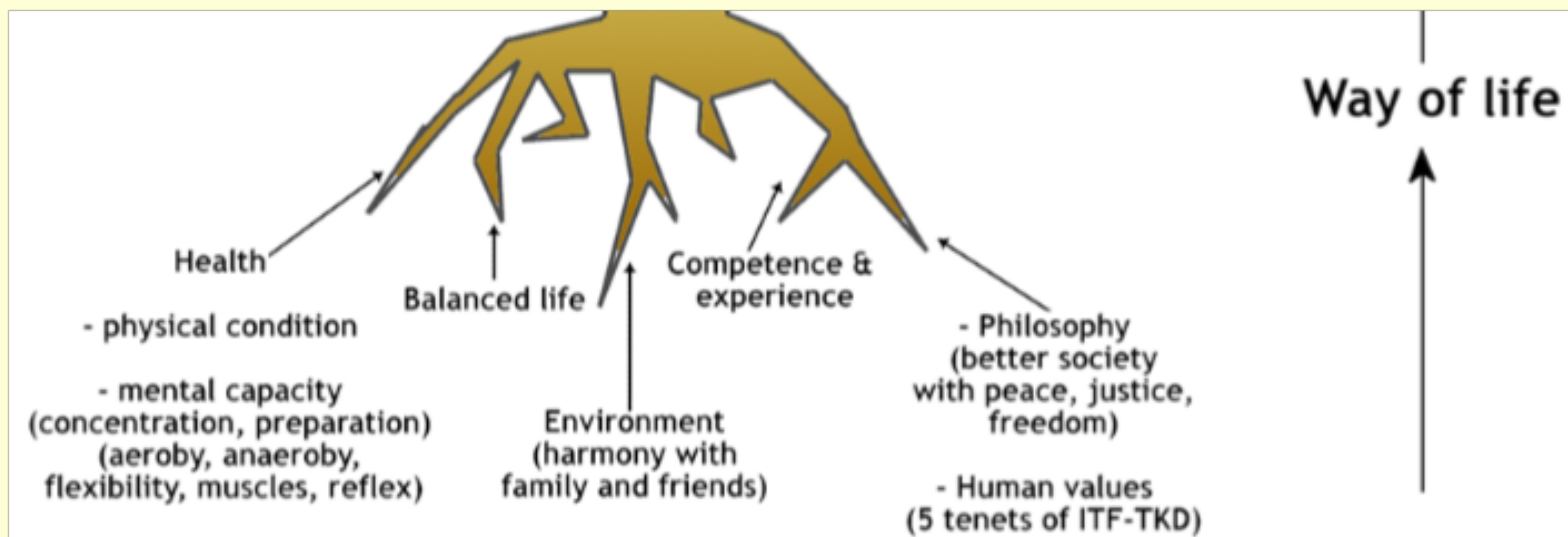 Way of life
Health
- physical condition
- mental capacity
(concentration, preparation)
(aeroby, anaeroby,
flexibility, muscles, reflex)
Balanced life
Environment
(harmony with
family and friends)
Competence &
experience
- Philosophy
(better society
with peace, justice,
freedom)
- Human values
(5 tenets of ITF-TKD)